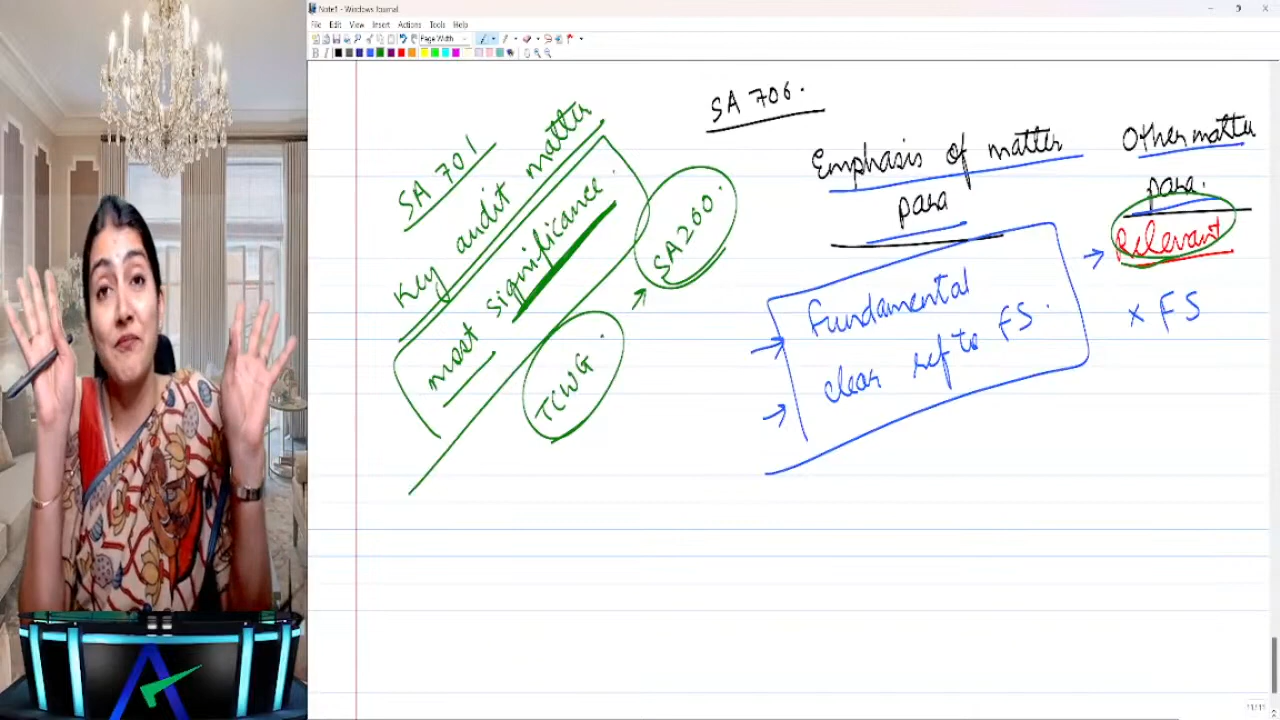 Note1 - Windows Journal
File Edit View Insert Actions Tools Help
Page Width
SA 701
Key audit matter
most significance.
TCWG.
SA 260.
SA 706.
Emphasis of matter
para
Fundamental
clear ref to FS.
Other matter
para.
Relevant
x FS
11/11